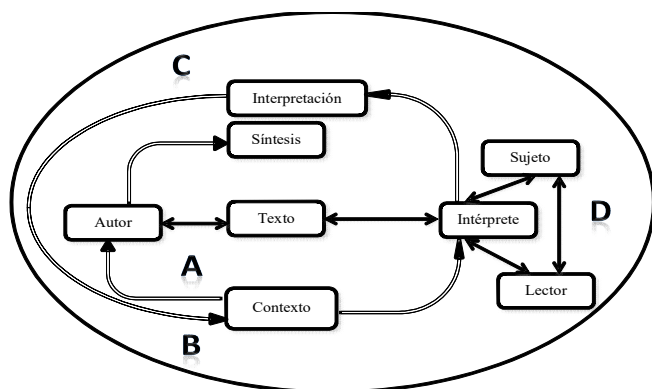 C
Interpretación
Síntesis
Sujeto
Autor
Texto
Intérprete
D
A
Lector
Contexto
B